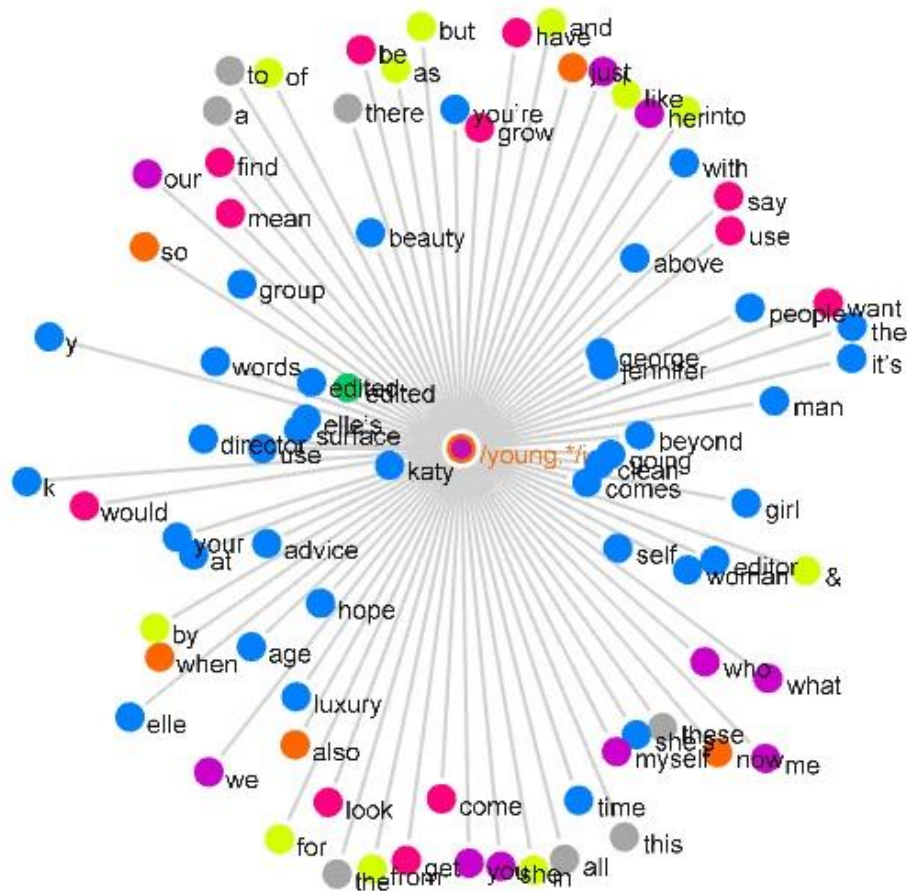 but
and
have
be
just
to
of
as
like
a
there
you're
her
into
grow
find
with
our
mean
say
use
so
beauty
above
group
people
want
the
y
it's
words
george
jennifer
edited
edited
man
elle's
surface
director
use
beyond
/young.*/i
going
katy
clean
comes
k
would
girl
your
at
advice
self
editor
woman
&
hope
by
when
age
who
what
luxury
elle
also
these
she's
myself
now
me
we
look
come
time
for
this
the
from
get
you
she
in
all